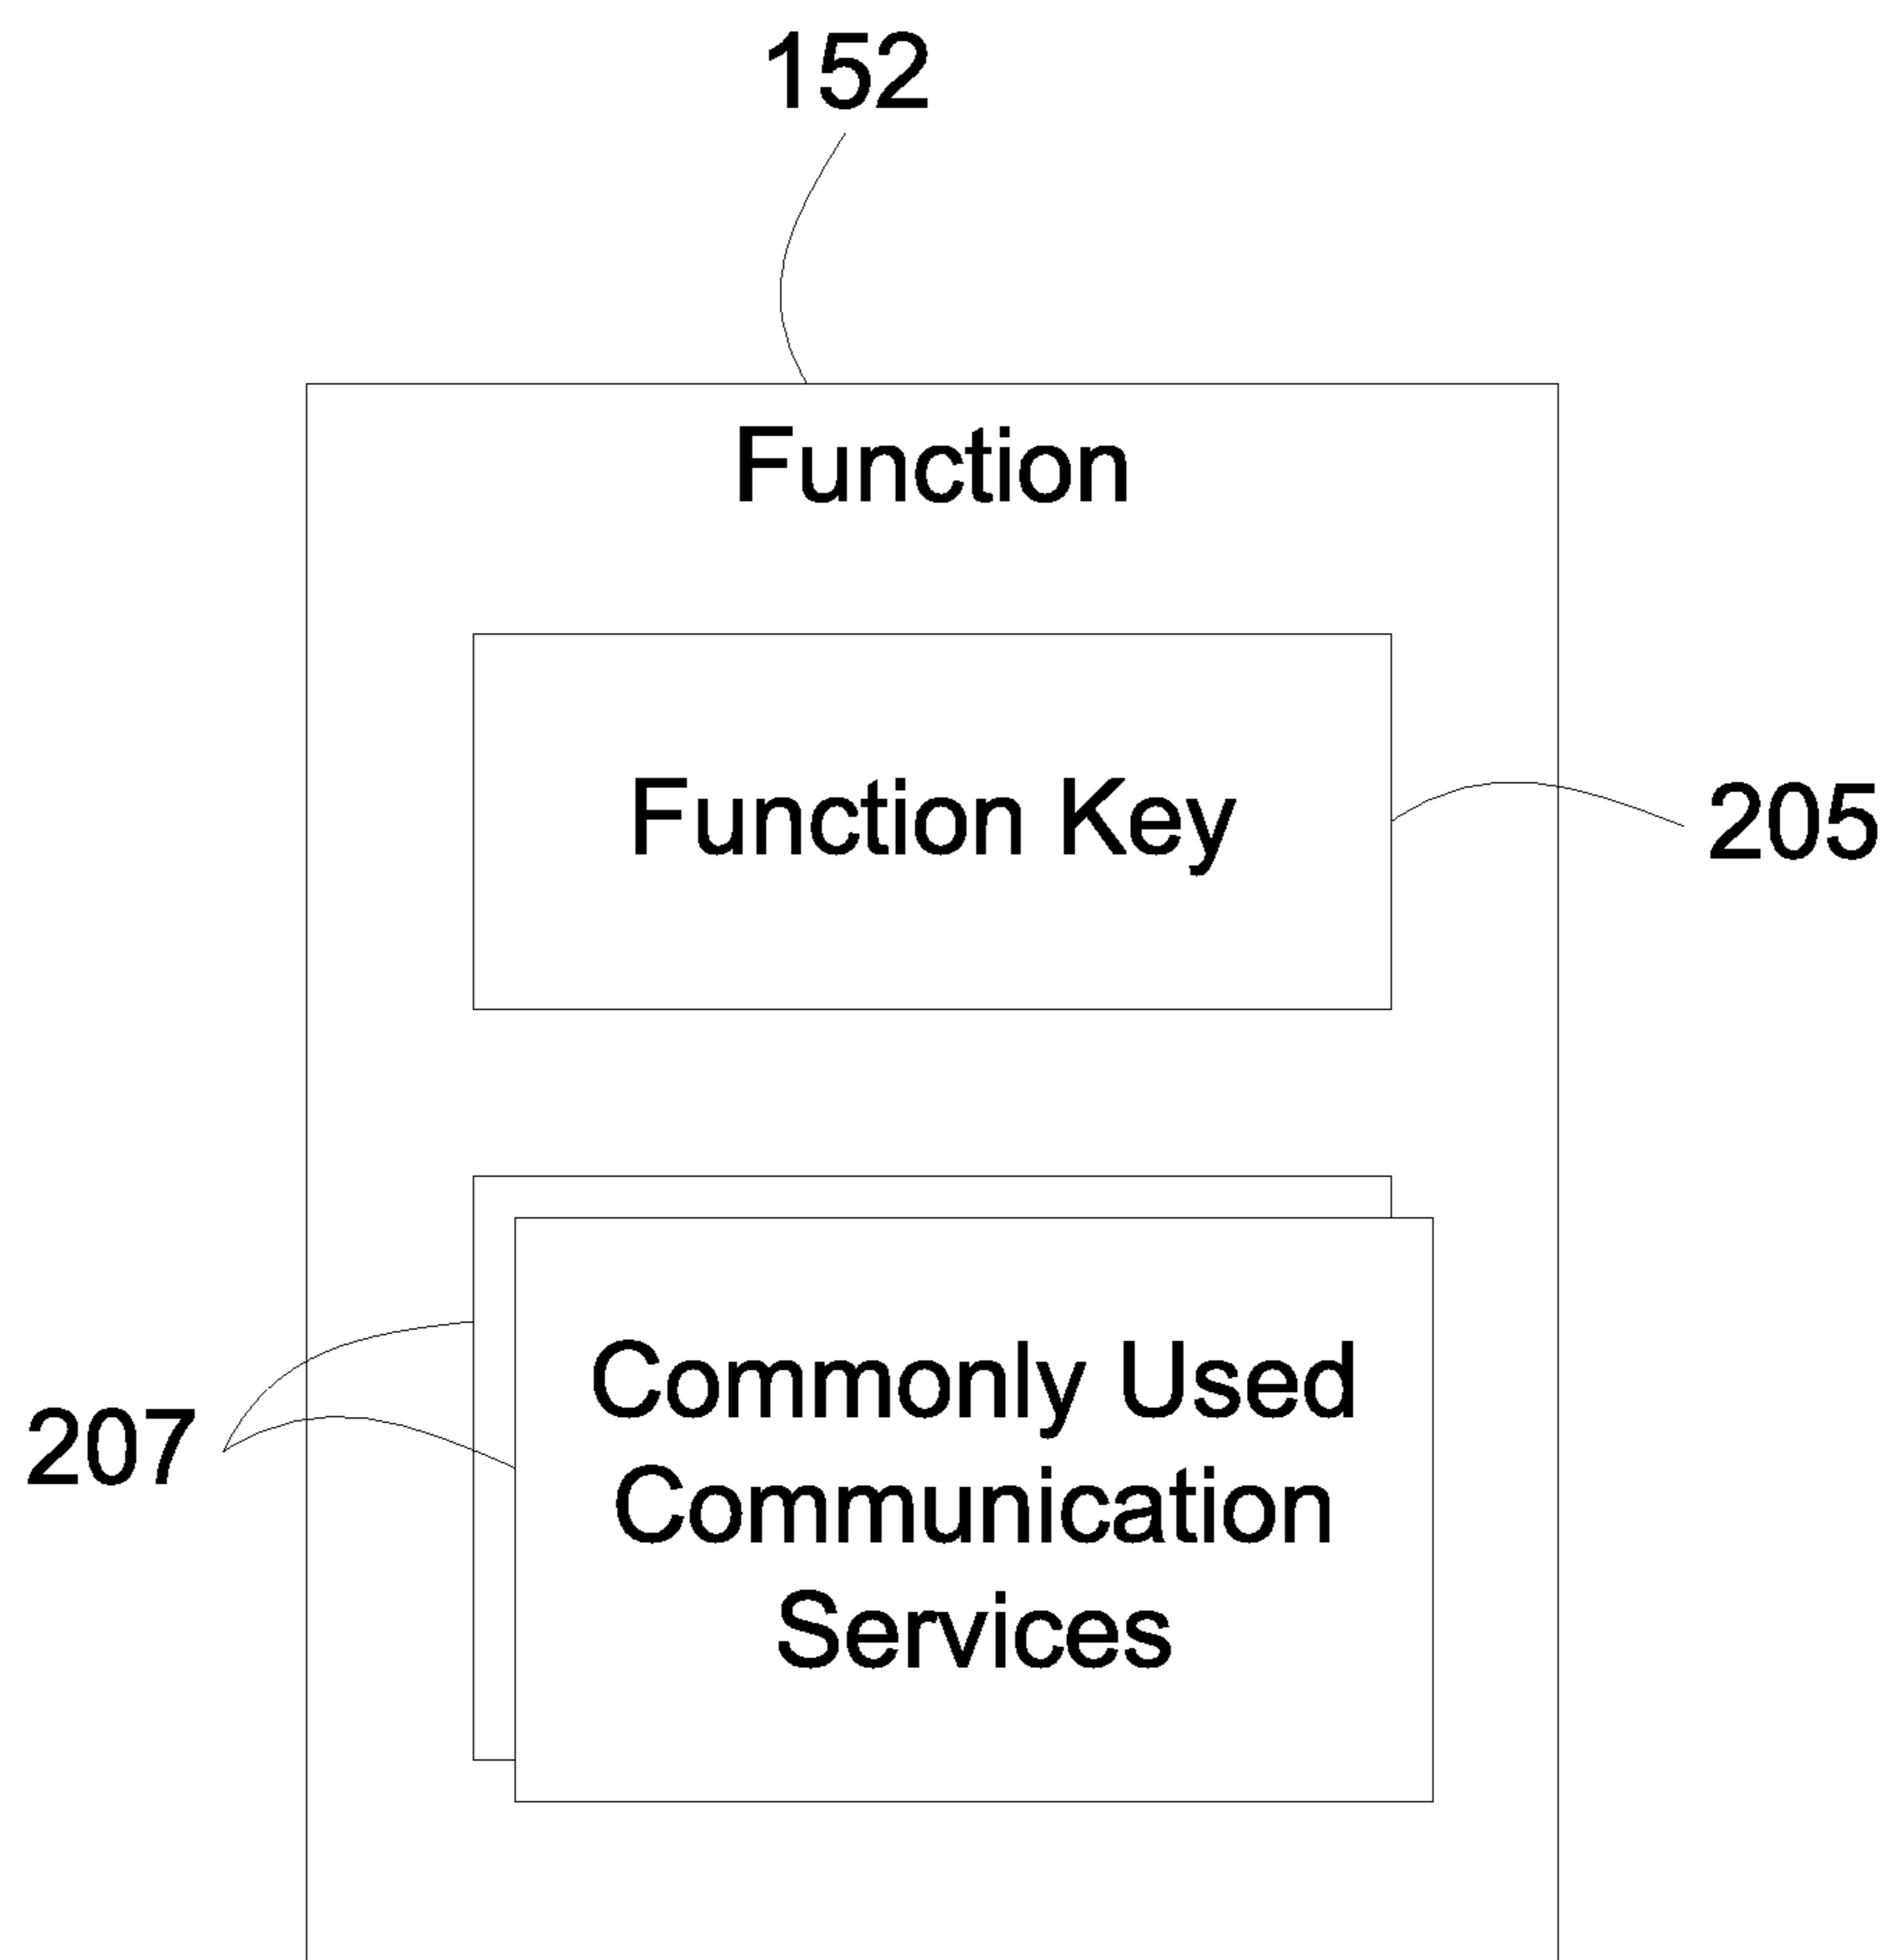 152
Function
Function Key
205
Commonly Used
Communication
Services
207